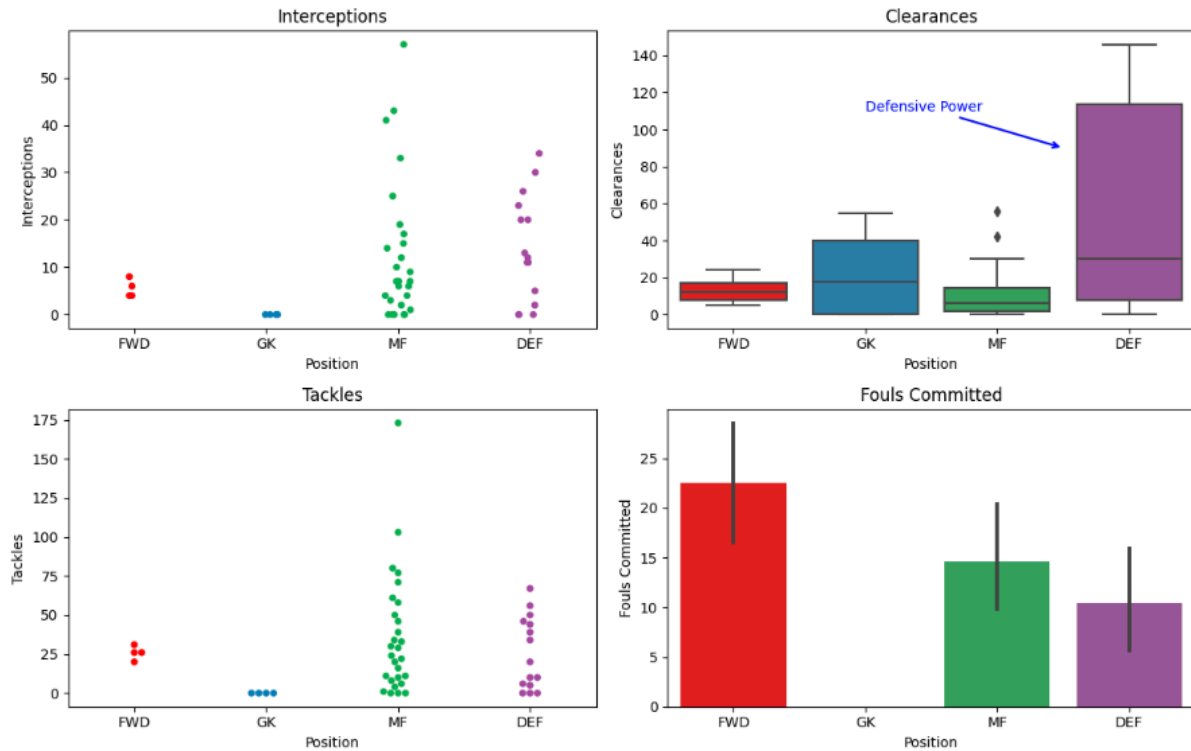 Interceptions
Interceptions
50
40
30
20
10
0
FWD GK MF DEF
Position
Clearances
Clearances
140
120
100
80
60
40
20
0
Defensive Power
FWD GK MF DEF
Position
Tackles
Tackles
175
150
125
100
75
50
25
0
FWD GK MF DEF
Position
Fouls Committed
Fouls Committed
25
20
15
10
5
0
FWD GK MF DEF
Position